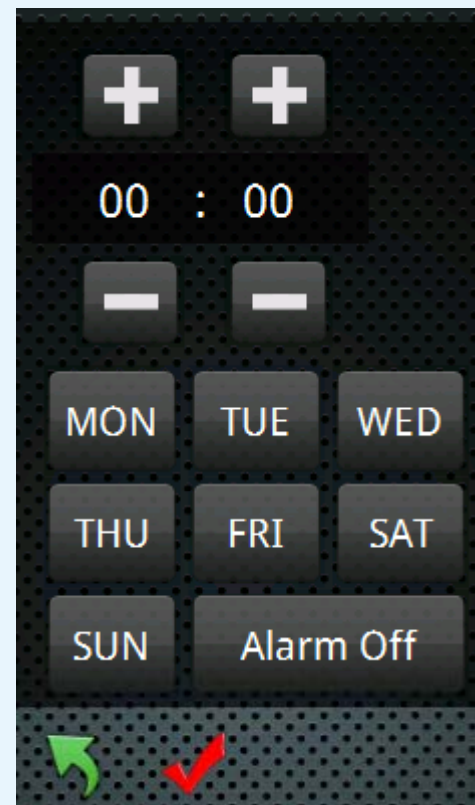 00 : 00
MON TUE WED
THU FRI SAT
SUN Alarm Off